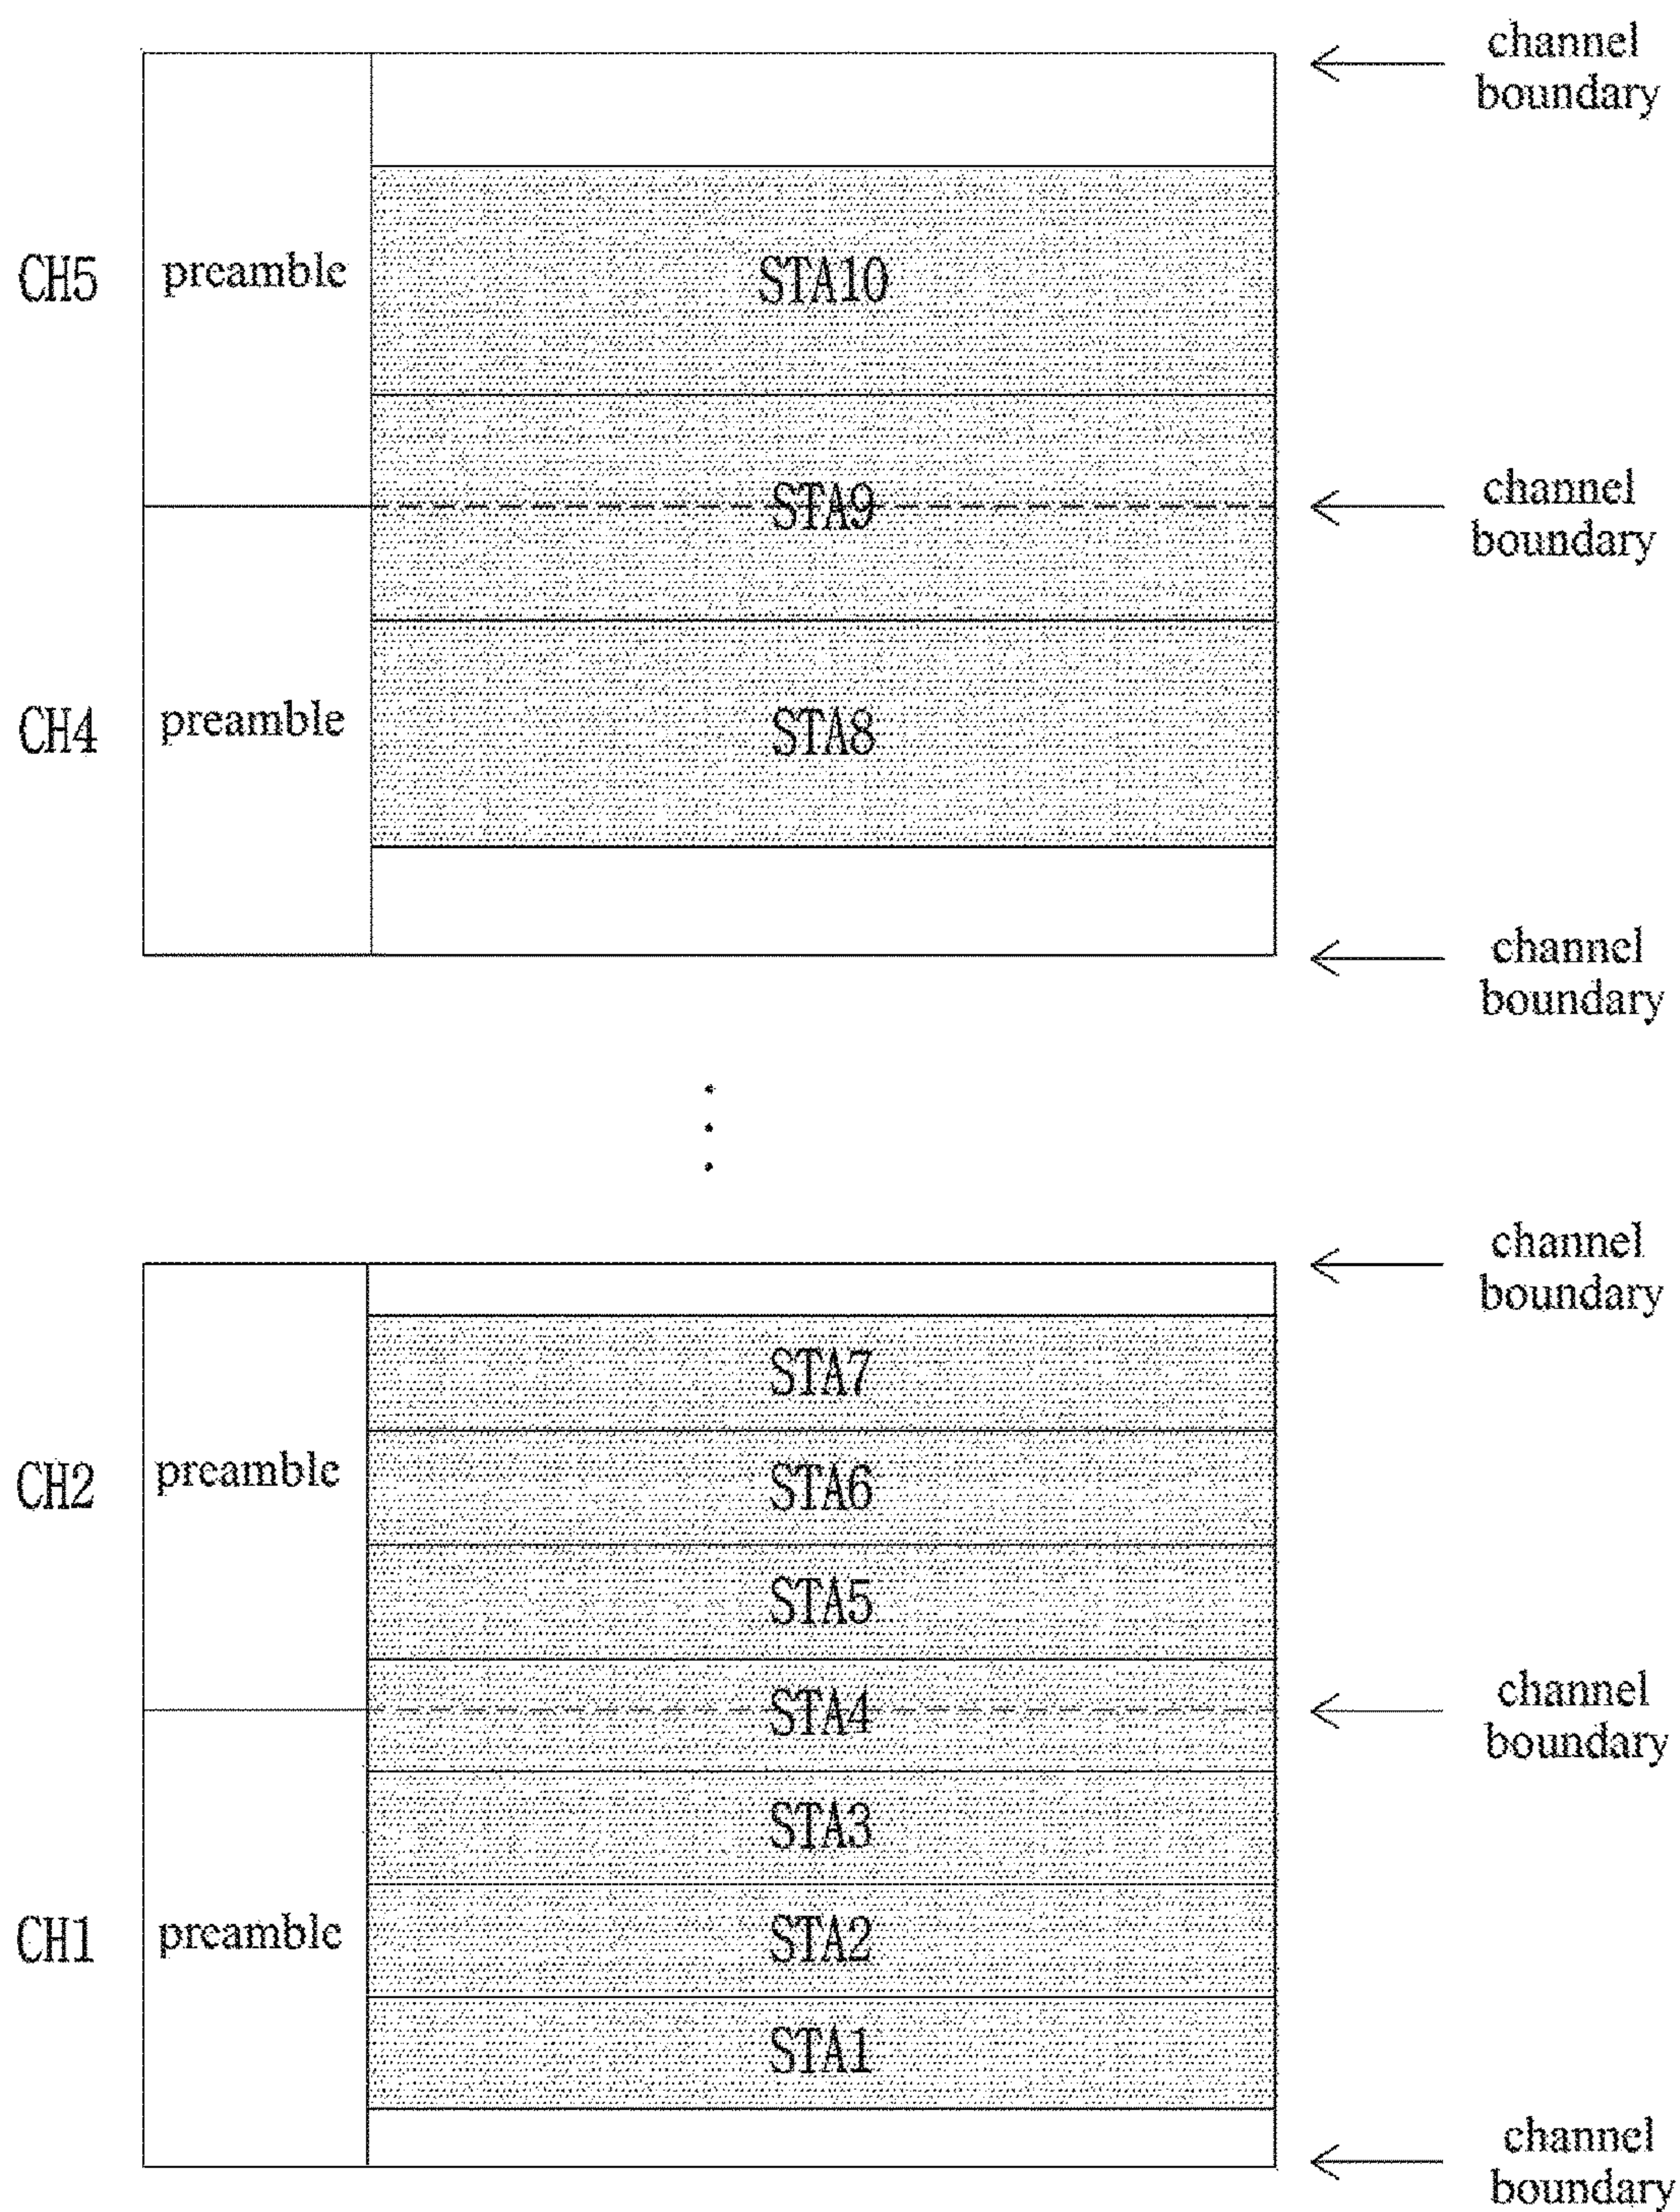 channel
boundary
CH5
preamble
STA10
STA9
channel
boundary
CH4
preamble
STA8
channel
boundary
channel
boundary
STA7
CH2
preamble
STA6
STA5
STA4
channel
boundary
STA3
CH1
preamble
STA2
STA1
channel
boundary